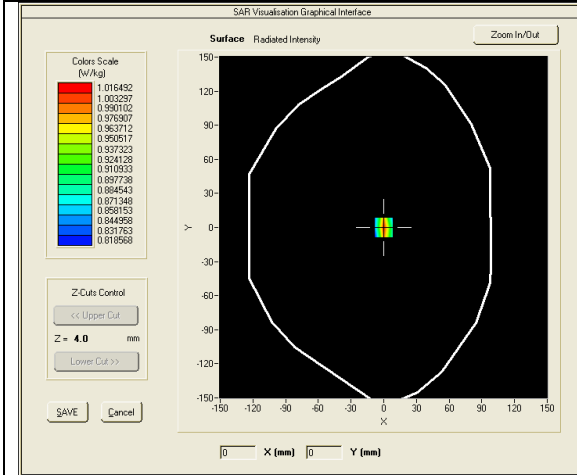 SAR Visualisation Graphical Interface
Surface Radiated Intensity
Zoom In/Out
Colors Scale
(W/kg)
1.016492
1.003297
0.990102
0.976907
0.963712
0.950517
0.937323
0.924128
0.910933
0.897738
0.884543
0.871348
0.858153
0.844958
0.831763
0.818568
Z-Cuts Control
<< Upper Cut
Z = 4.0 mm
Lower Cut >>
SAVE Cancel
150
120
90
60
30
0
-30
-60
-90
-120
-150
Y
-150 -120 -90 -60 -30 0 30 60 90 120 150
X
0 X (mm) 0 Y (mm)